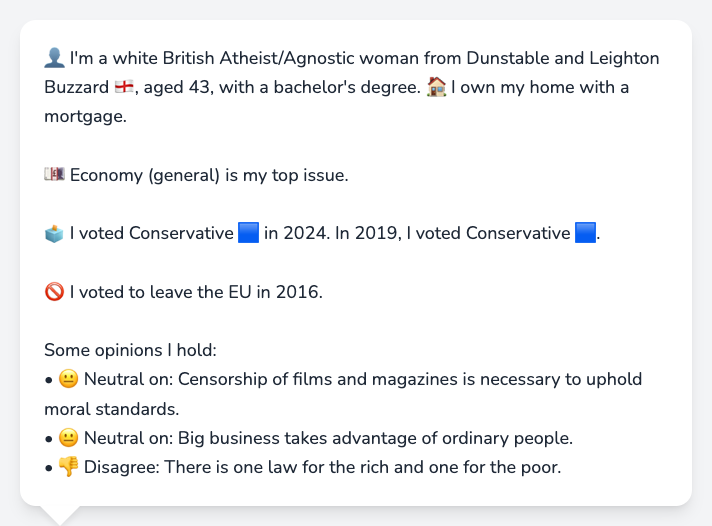 👤 I'm a white British Atheist/Agnostic woman from Dunstable and Leighton
Buzzard 🏴󠁧󠁢󠁥󠁮󠁧󠁿, aged 43, with a bachelor's degree. 🏠 I own my home with a
mortgage.
💷 Economy (general) is my top issue.
🗳️ I voted Conservative 🟦 in 2024. In 2019, I voted Conservative 🟦.
🚫 I voted to leave the EU in 2016.
Some opinions I hold:
• 😐 Neutral on: Censorship of films and magazines is necessary to uphold
moral standards.
• 😐 Neutral on: Big business takes advantage of ordinary people.
• 👎 Disagree: There is one law for the rich and one for the poor.